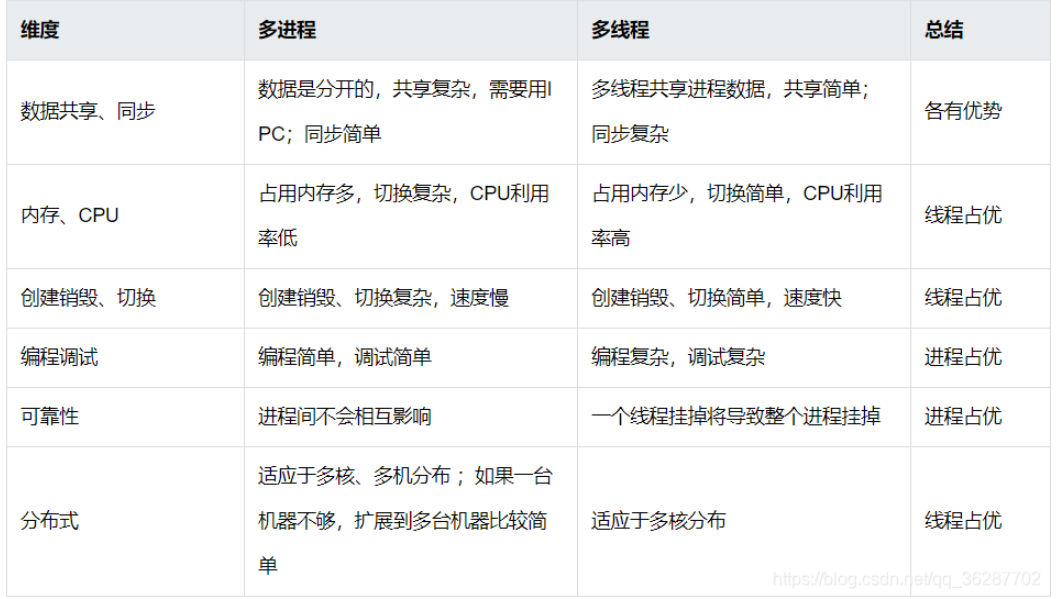 维度 多进程 多线程 总结
数据共享、同步
数据是分开的，共享复杂，需要用I
PC；同步简单
多线程共享进程数据，共享简单；
同步复杂
各有优势
内存、CPU
占用内存多，切换复杂，CPU利用
率低
占用内存少，切换简单，CPU利用
率高
线程占优
创建销毁、切换
创建销毁、切换复杂，速度慢
创建销毁、切换简单，速度快
线程占优
编程调试
编程简单，调试简单
编程复杂，调试复杂
进程占优
可靠性
进程间不会相互影响
一个线程挂掉将导致整个进程挂掉
进程占优
分布式
适应于多核、多机分布 ；如果一台
机器不够，扩展到多台机器比较简
单
适应于多核分布
线程占优
https://blog.csdn.net/qq_36287702